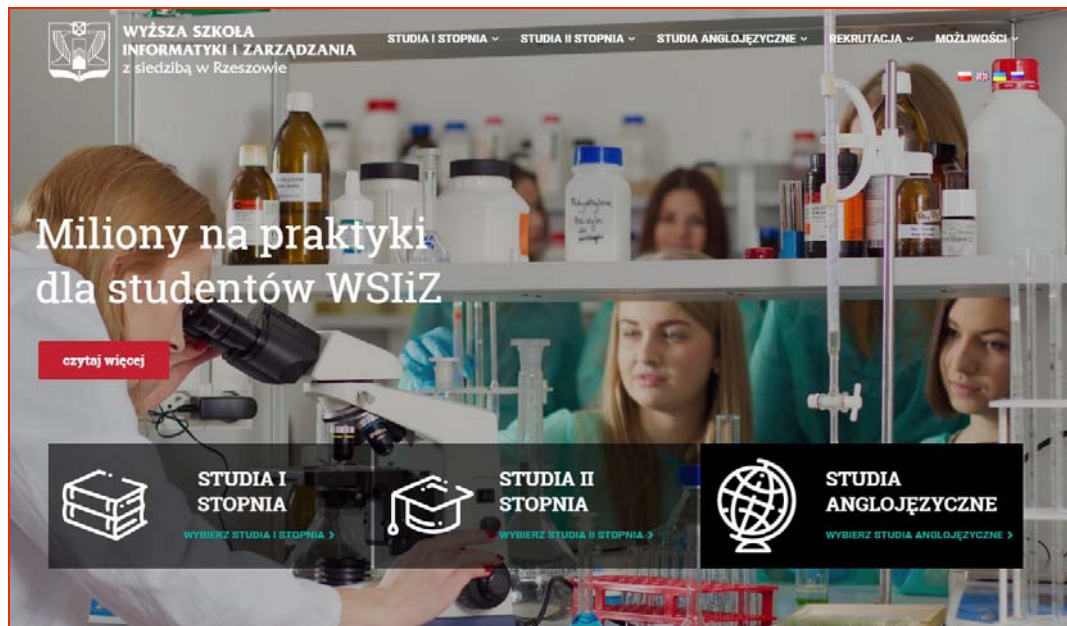 WYŻSZA SZKOŁA
INFORMATYKI I ZARZĄDZANIA
z siedzibą w Rzeszowie
STUDIA I STOPNIA
STUDIA II STOPNIA
STUDIA ANGLOJĘZYCZNE
REKRUTACJA
MOŻLIWOŚCI
Miliony na praktyki
dla studentów WSIiZ
czytaj więcej
STUDIA I
STOPNIA
WYBIERZ STUDIA I STOPNIA >
STUDIA II
STOPNIA
WYBIERZ STUDIA II STOPNIA >
STUDIA
ANGLOJĘZYCZNE
WYBIERZ STUDIA ANGLOJĘZYCZNE >